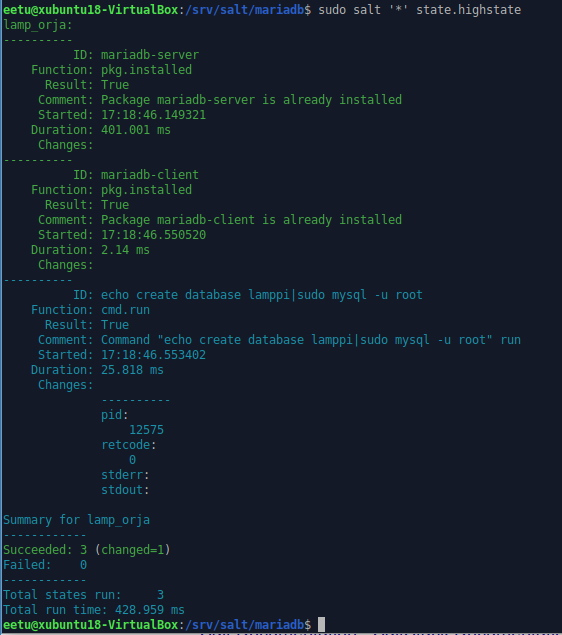 eetu@xubuntu18-VirtualBox:/srv/salt/mariadb$ sudo salt '*' state.highstate
lamp_orja:
----------
          ID: mariadb-server
    Function: pkg.installed
      Result: True
     Comment: Package mariadb-server is already installed
     Started: 17:18:46.149321
    Duration: 401.001 ms
     Changes:
----------
          ID: mariadb-client
    Function: pkg.installed
      Result: True
     Comment: Package mariadb-client is already installed
     Started: 17:18:46.550520
    Duration: 2.14 ms
     Changes:
----------
          ID: echo create database lamppi|sudo mysql -u root
    Function: cmd.run
      Result: True
     Comment: Command "echo create database lamppi|sudo mysql -u root" run
     Started: 17:18:46.553402
    Duration: 25.818 ms
     Changes:
              ----------
              pid:
                  12575
              retcode:
                  0
              stderr:
              stdout:

Summary for lamp_orja
------------
Succeeded: 3 (changed=1)
Failed:    0
------------
Total states run:     3
Total run time: 428.959 ms
eetu@xubuntu18-VirtualBox:/srv/salt/mariadb$